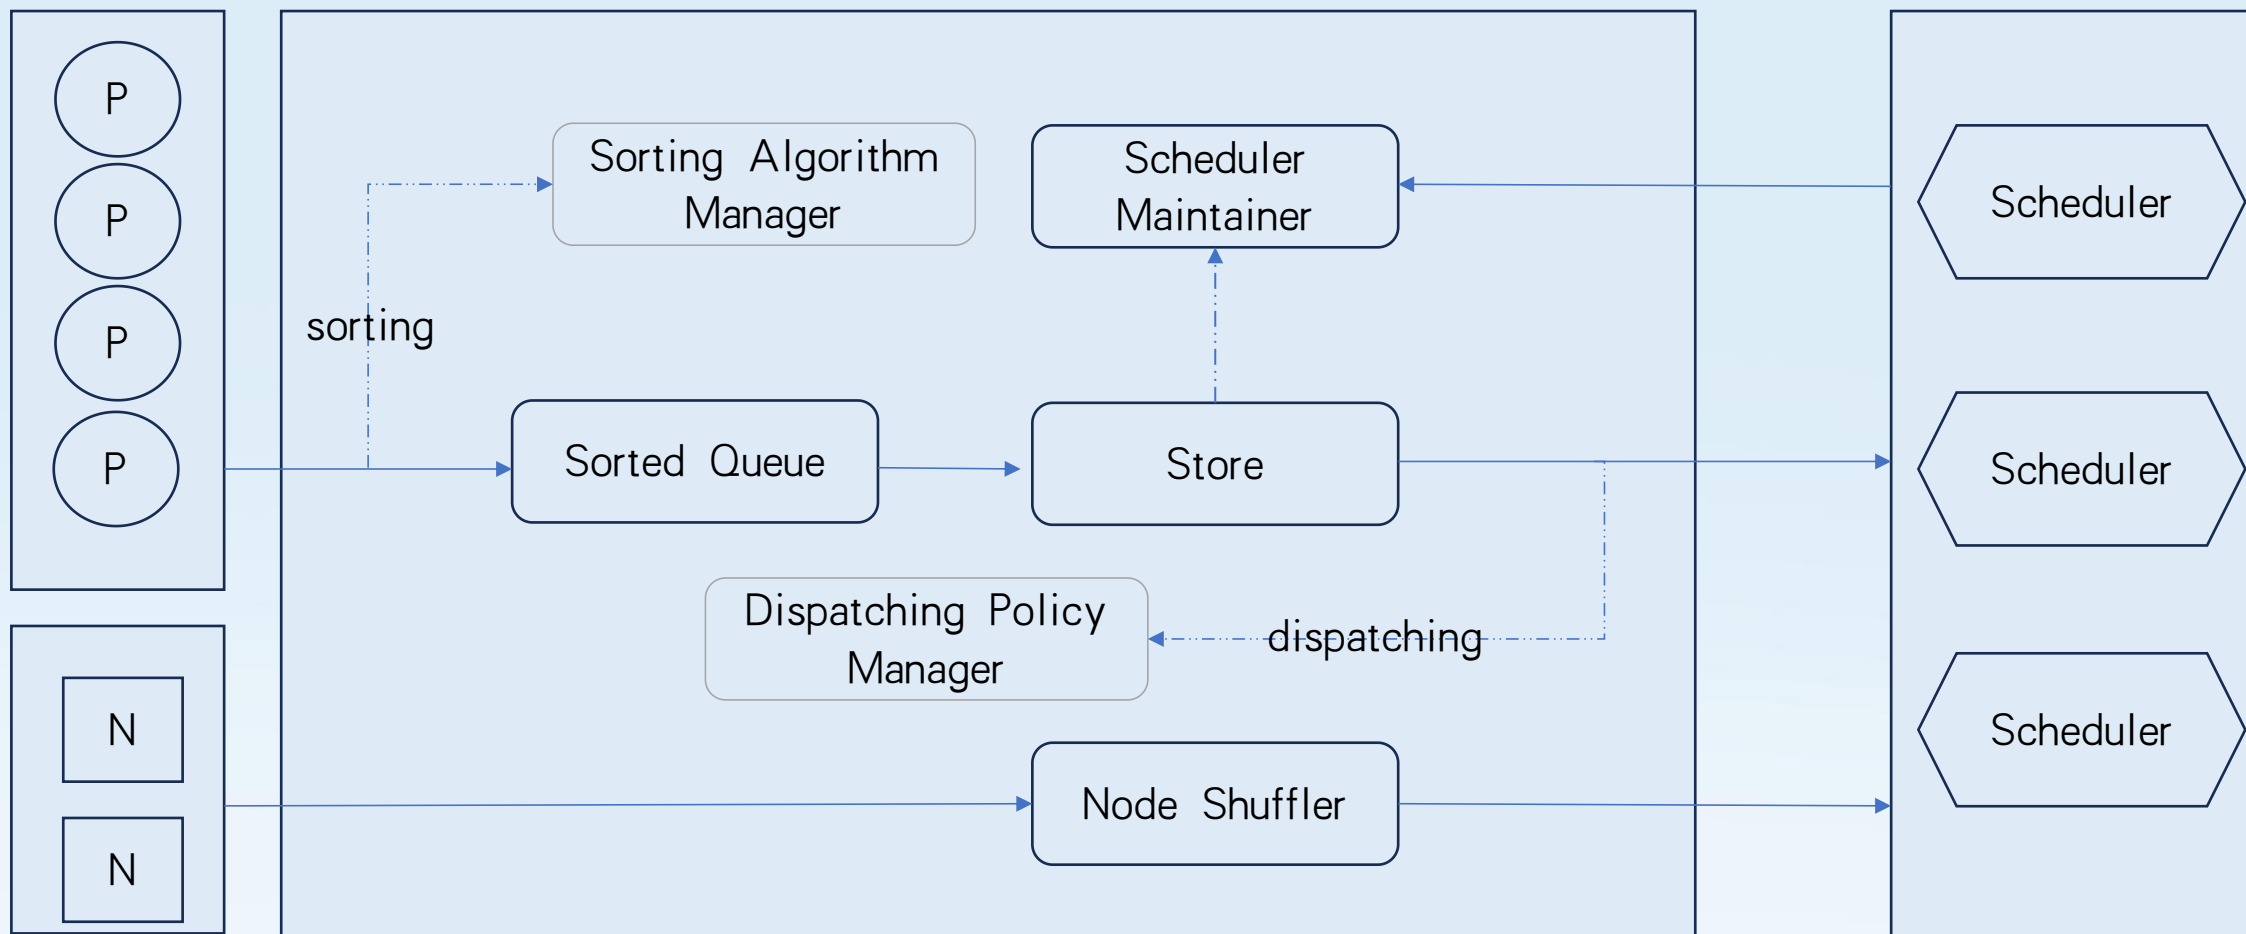 P
P
P
P
N
N
Sorting Algorithm
Manager
Scheduler
Maintainer
sorting
Sorted Queue
Store
Dispatching Policy
Manager
dispatching
Node Shuffler
Scheduler
Scheduler
Scheduler